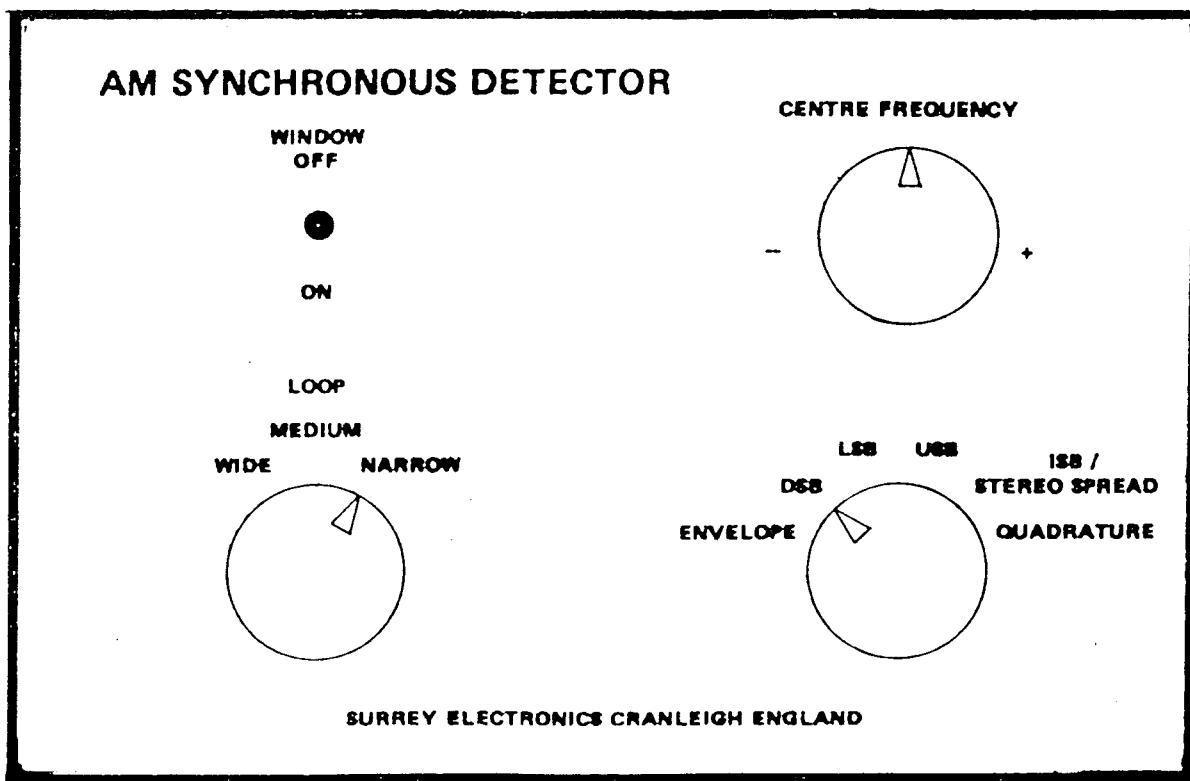 AM SYNCHRONOUS DETECTOR
CENTRE FREQUENCY
WINDOW
OFF
- +
ON
LOOP
MEDIUM
WIDE NARROW
LSB USB
DSB
ISB /
STEREO SPREAD
ENVELOPE QUADRATURE
SURREY ELECTRONICS CRANLEIGH ENGLAND